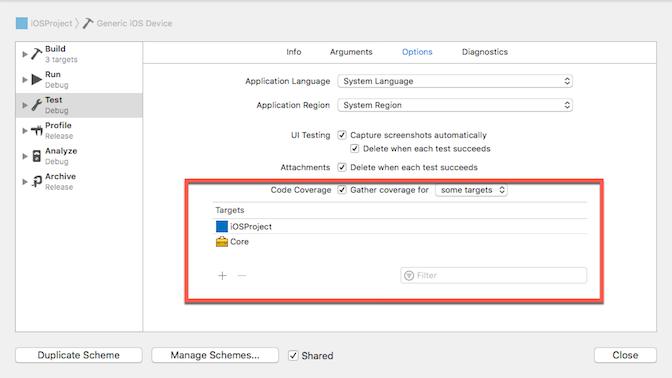 iOSProject 〉 Generic iOS Device
Build
3 targets
Run
Debug
Test
Debug
Profile
Release
Analyze
Debug
Archive
Release
Info Arguments Options Diagnostics
Application Language System Language
Application Region System Region
UI Testing Capture screenshots automatically
Delete when each test succeeds
Attachments Delete when each test succeeds
Code Coverage Gather coverage for some targets
Targets
iOSProject
Core
+ − Filter
Duplicate Scheme Manage Schemes... Shared Close